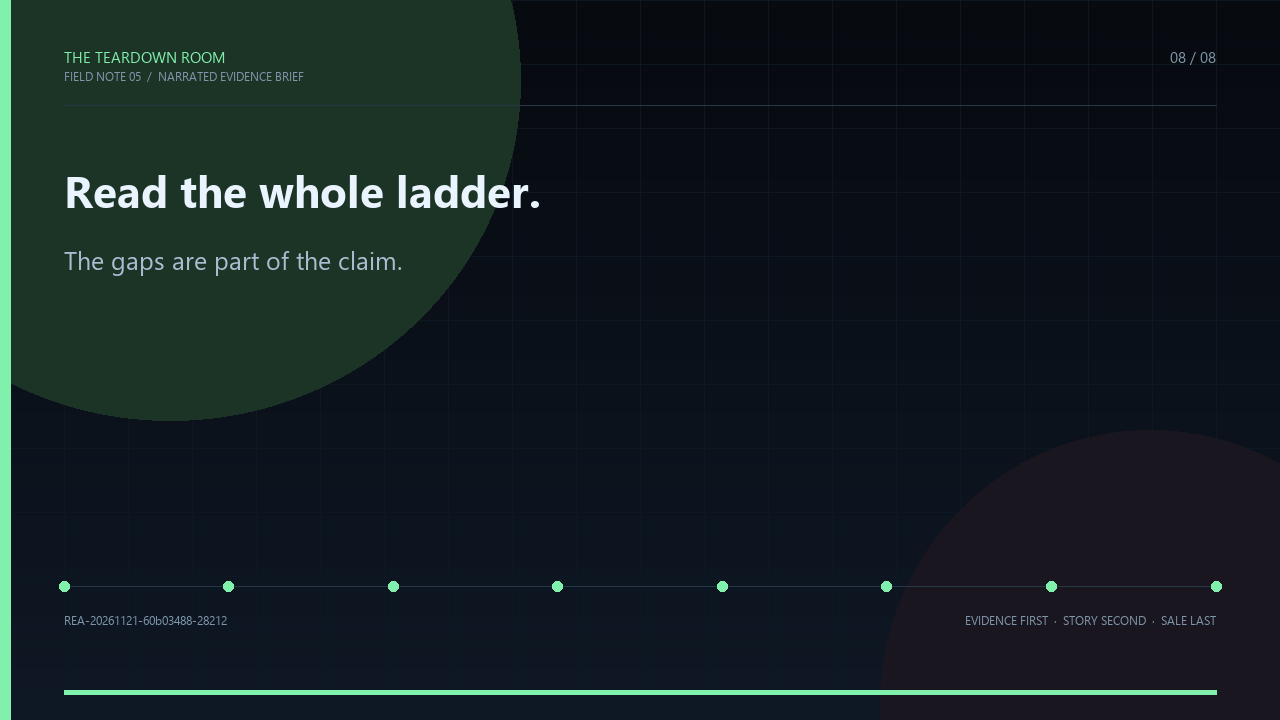 THE TEARDOWN ROOM
FIELD NOTE 05 / NARRATED EVIDENCE BRIEF
08 / 08
Read the whole ladder.
The gaps are part of the claim.
REA-20261121-60b03488-28212
EVIDENCE FIRST · STORY SECOND · SALE LAST